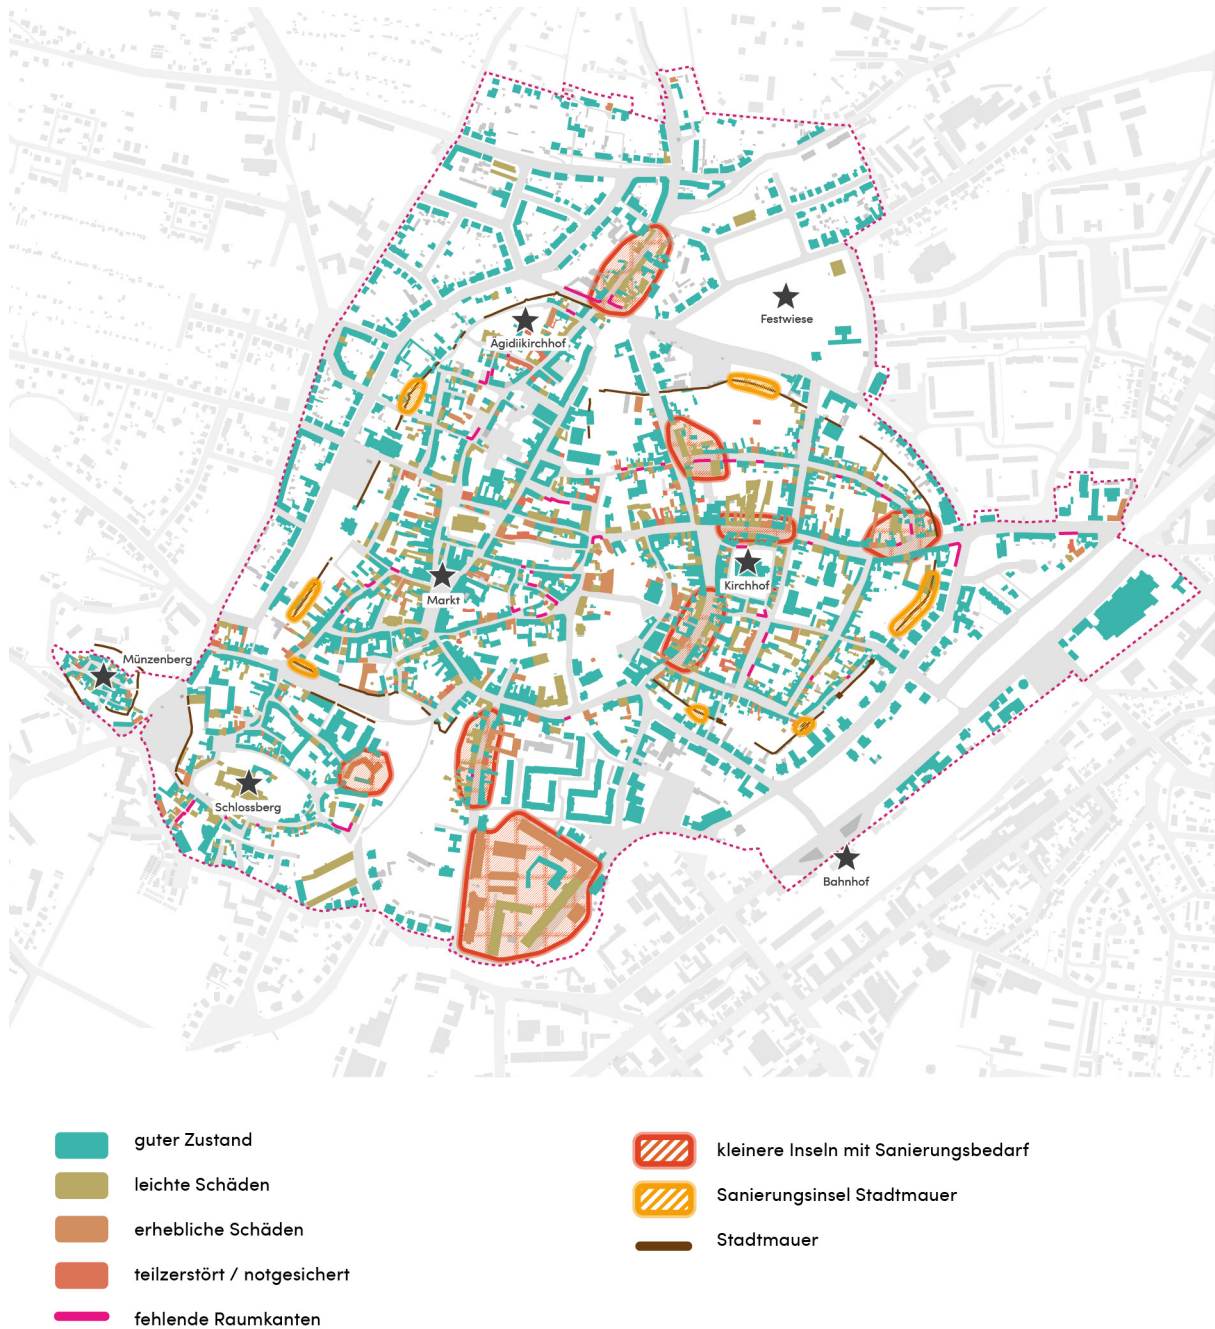 Festwiese
Ägidiikirchhof
Kirchhof
Markt
Münzenberg
Schlossberg
Bahnhof
guter Zustand
leichte Schäden
erhebliche Schäden
teilzerstört / notgesichert
fehlende Raumkanten
kleinere Inseln mit Sanierungsbedarf
Sanierungsinsel Stadtmauer
Stadtmauer